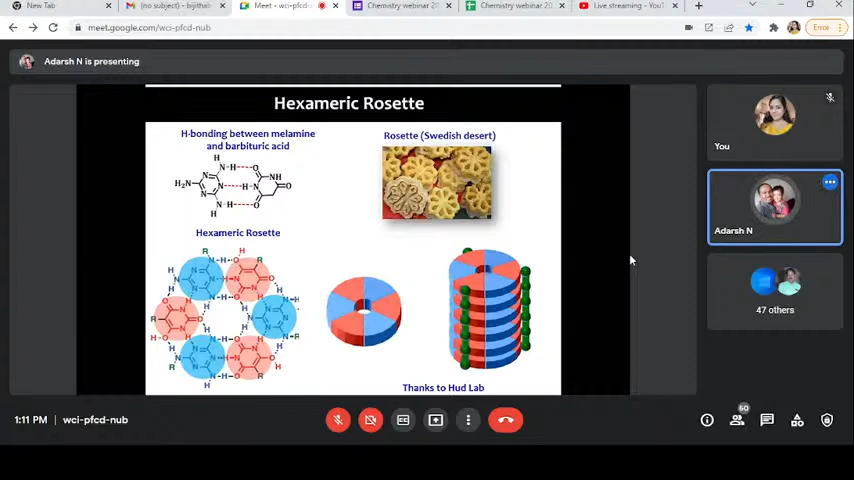 New Tab
(no subject) - bijithab
Meet - wci-pfcd-
Chemistry webinar 20
Chemistry webinar 20
Live streaming - YouT
meet.google.com/wci-pfcd-nub
Error
Adarsh N is presenting
Hexameric Rosette
H-bonding between melamine
and barbituric acid
Rosette (Swedish desert)
Hexameric Rosette
Thanks to Hud Lab
You
Adarsh N
47 others
1:11 PM | wci-pfcd-nub
60